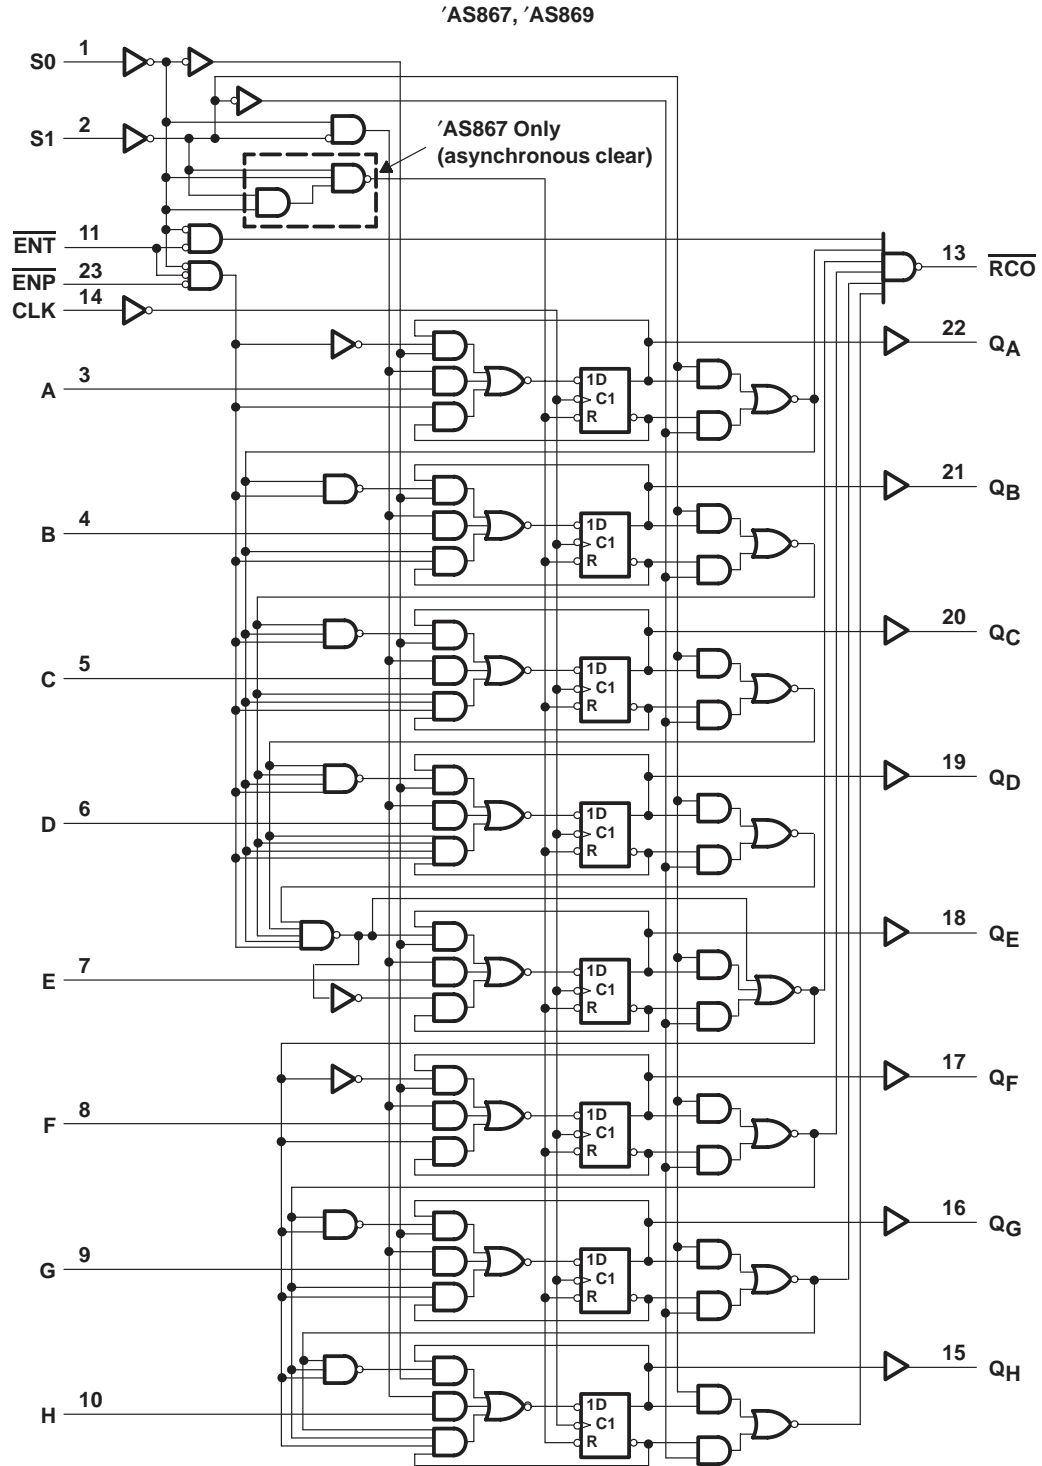 ′AS867, ′AS869
S0 1
S1 2
′AS867 Only
(asynchronous clear)
ENT 11
ENP 23
CLK 14
13 RCO
22 QA
A 3
1D
C1
R
21 QB
B 4
1D
C1
R
20 QC
C 5
1D
C1
R
19 QD
D 6
1D
C1
R
18 QE
E 7
1D
C1
R
17 QF
F 8
1D
C1
R
16 QG
G 9
1D
C1
R
15 QH
H 10
1D
C1
R